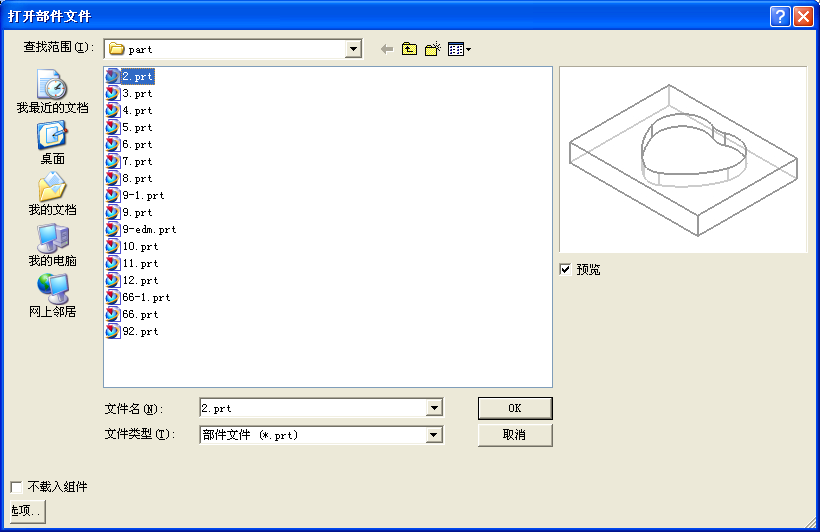 打开部件文件
查找范围(I):
part
我最近的文档
桌面
我的文档
我的电脑
网上邻居
2.prt
3.prt
4.prt
5.prt
6.prt
7.prt
8.prt
9-1.prt
9.prt
9-edm.prt
10.prt
11.prt
12.prt
66-1.prt
66.prt
92.prt
预览
文件名(N):
2.prt
OK
文件类型(T):
部件文件 (*.prt)
取消
不载入组件
选项..